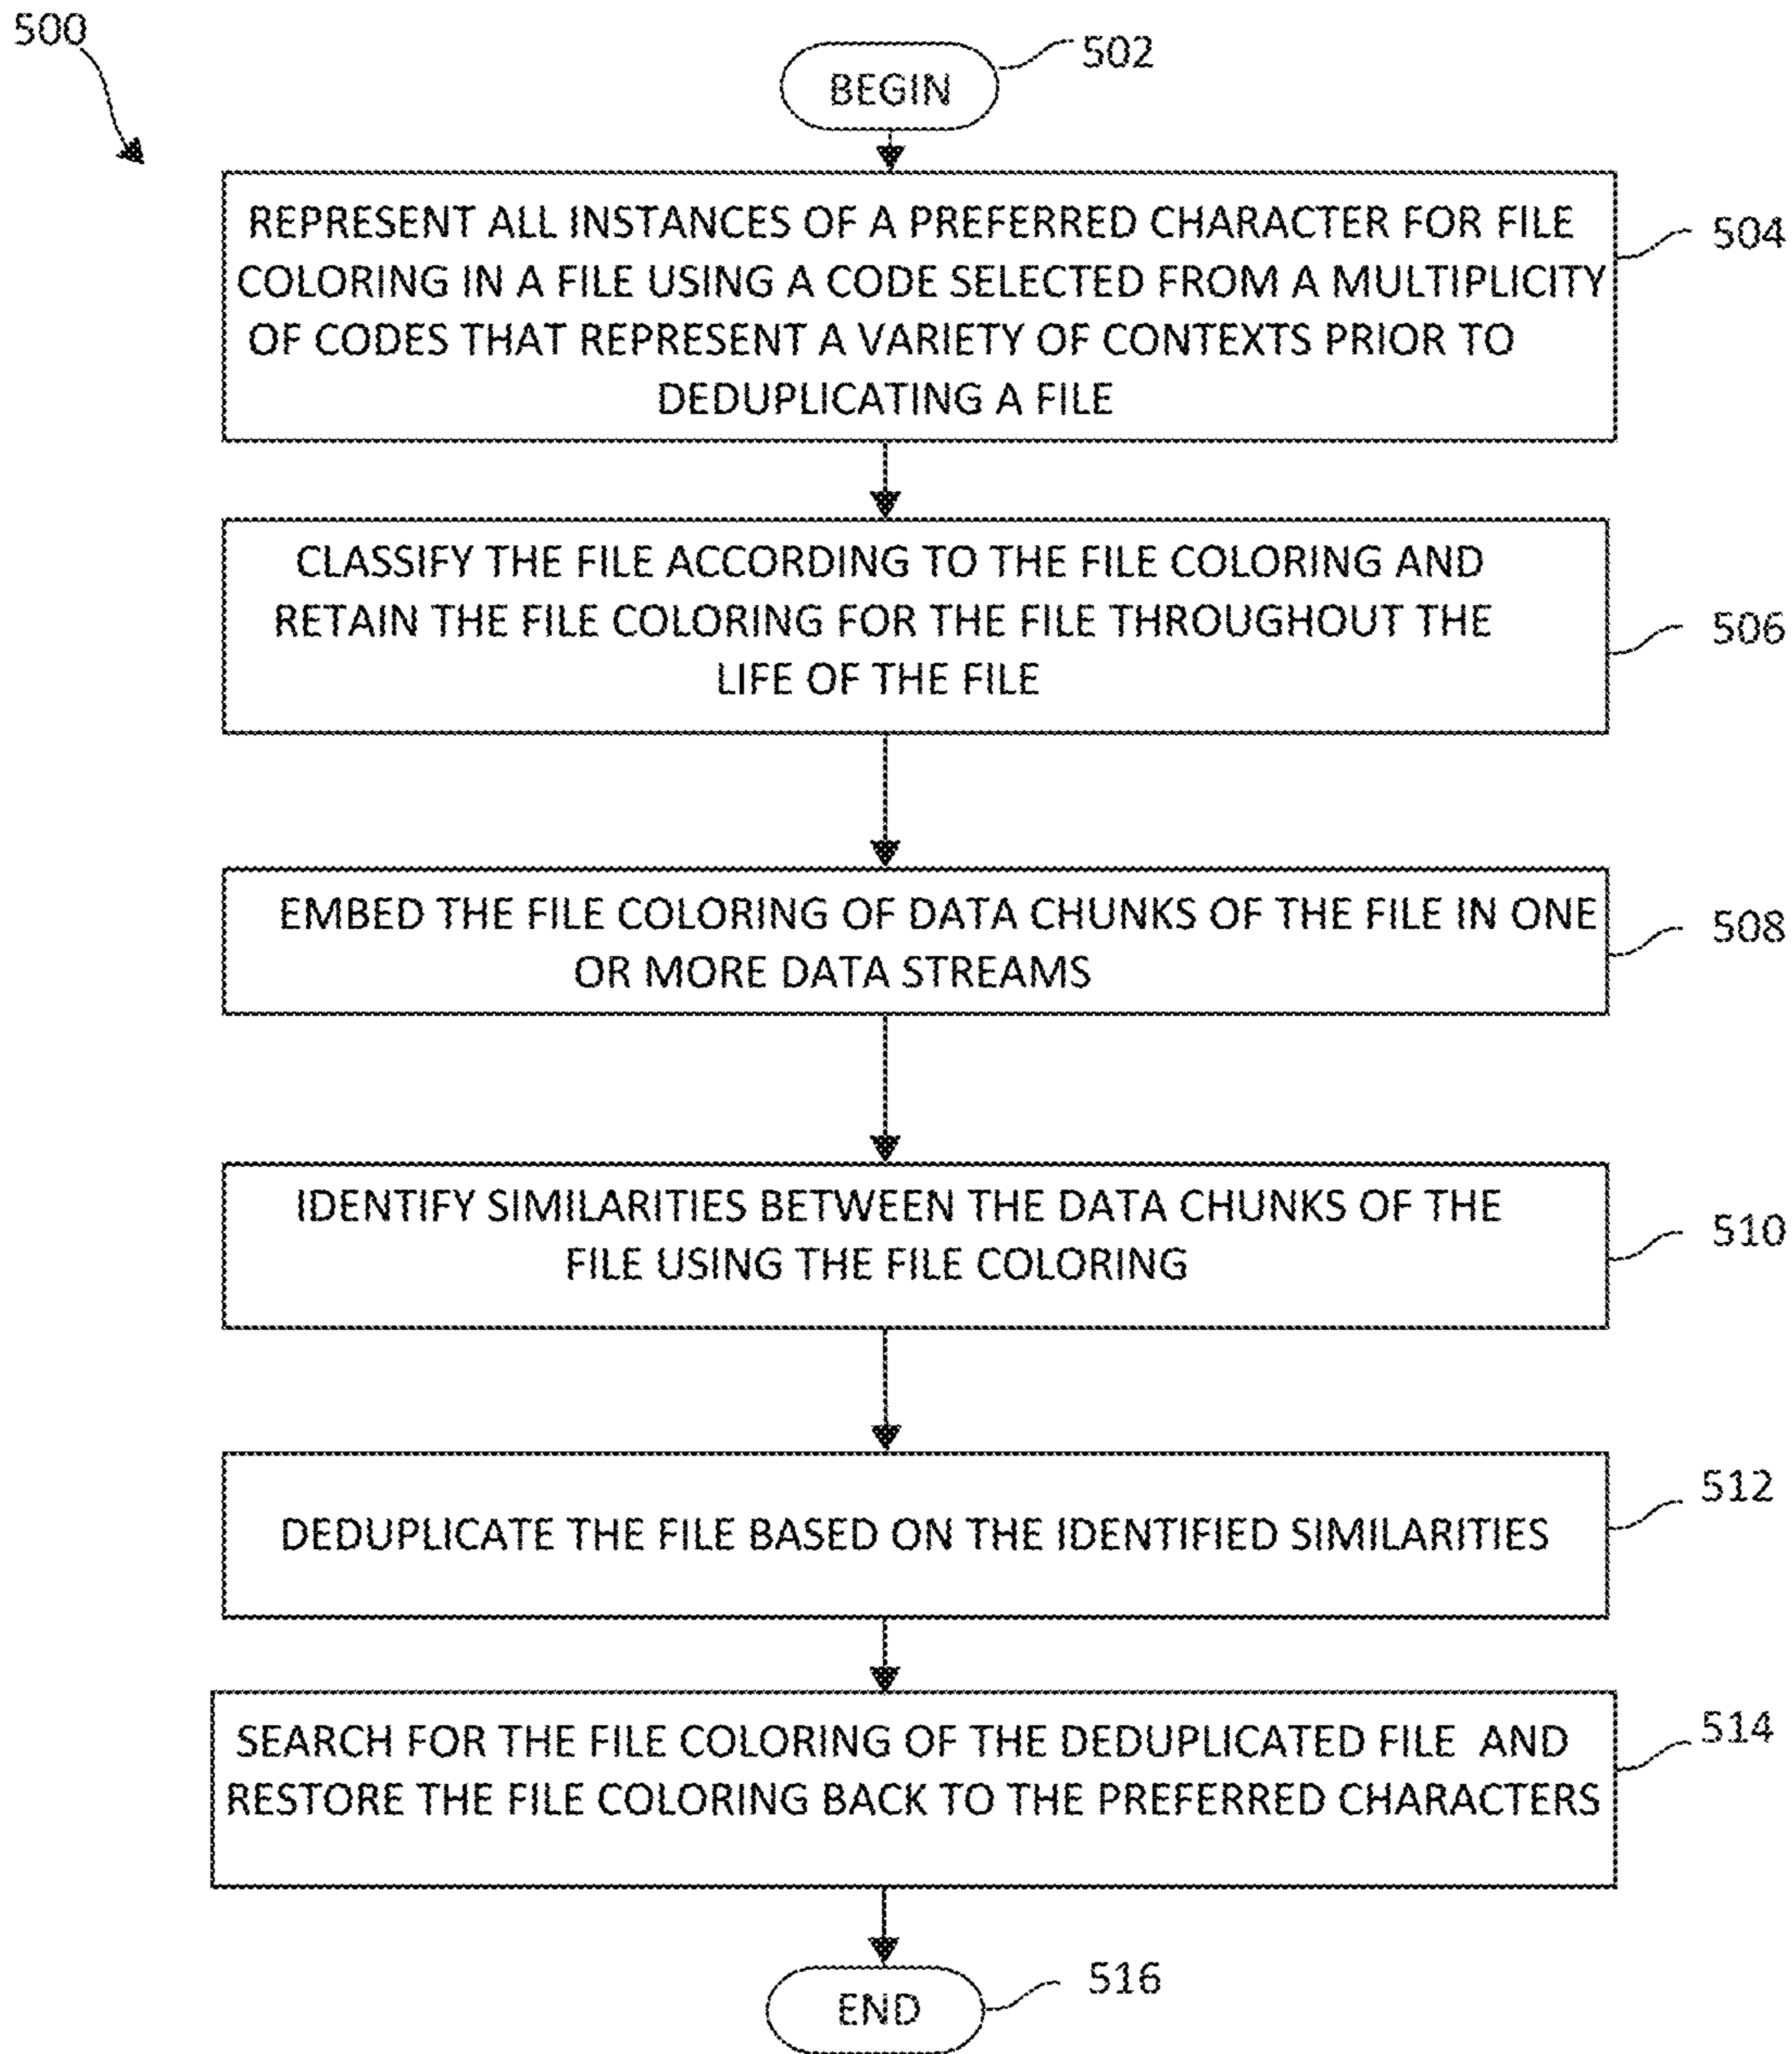 500
BEGIN
502
REPRESENT ALL INSTANCES OF A PREFERRED CHARACTER FOR FILE
COLORING IN A FILE USING A CODE SELECTED FROM A MULTIPLICITY
OF CODES THAT REPRESENT A VARIETY OF CONTEXTS PRIOR TO
DEDUPLICATING A FILE
504
CLASSIFY THE FILE ACCORDING TO THE FILE COLORING AND
RETAIN THE FILE COLORING FOR THE FILE THROUGHOUT THE
LIFE OF THE FILE
506
EMBED THE FILE COLORING OF DATA CHUNKS OF THE FILE IN ONE
OR MORE DATA STREAMS
508
IDENTIFY SIMILARITIES BETWEEN THE DATA CHUNKS OF THE
FILE USING THE FILE COLORING
510
DEDUPLICATE THE FILE BASED ON THE IDENTIFIED SIMILARITIES
512
SEARCH FOR THE FILE COLORING OF THE DEDUPLICATED FILE AND
RESTORE THE FILE COLORING BACK TO THE PREFERRED CHARACTERS
514
END
516